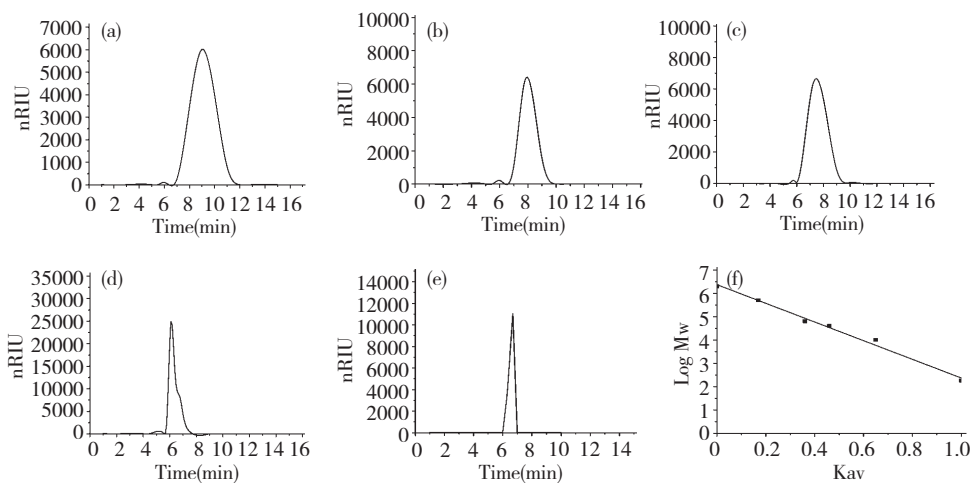 (a)
nRIU
7000
6000
5000
4000
3000
2000
1000
0
0 2 4 6 8 10 12 14 16
Time(min)
(b)
nRIU
10000
8000
6000
4000
2000
0
0 2 4 6 8 10 12 14 16
Time(min)
(c)
nRIU
10000
8000
6000
4000
2000
0
0 2 4 6 8 10 12 14 16
Time(min)
(d)
nRIU
35000
30000
25000
20000
15000
10000
5000
0
0 2 4 6 8 10 12 14 16
Time(min)
(e)
nRIU
14000
12000
10000
8000
6000
4000
2000
0
0 2 4 6 8 10 12 14
Time(min)
(f)
Log Mw
7
6
5
4
3
2
1
0
0 0.2 0.4 0.6 0.8 1.0
Kav